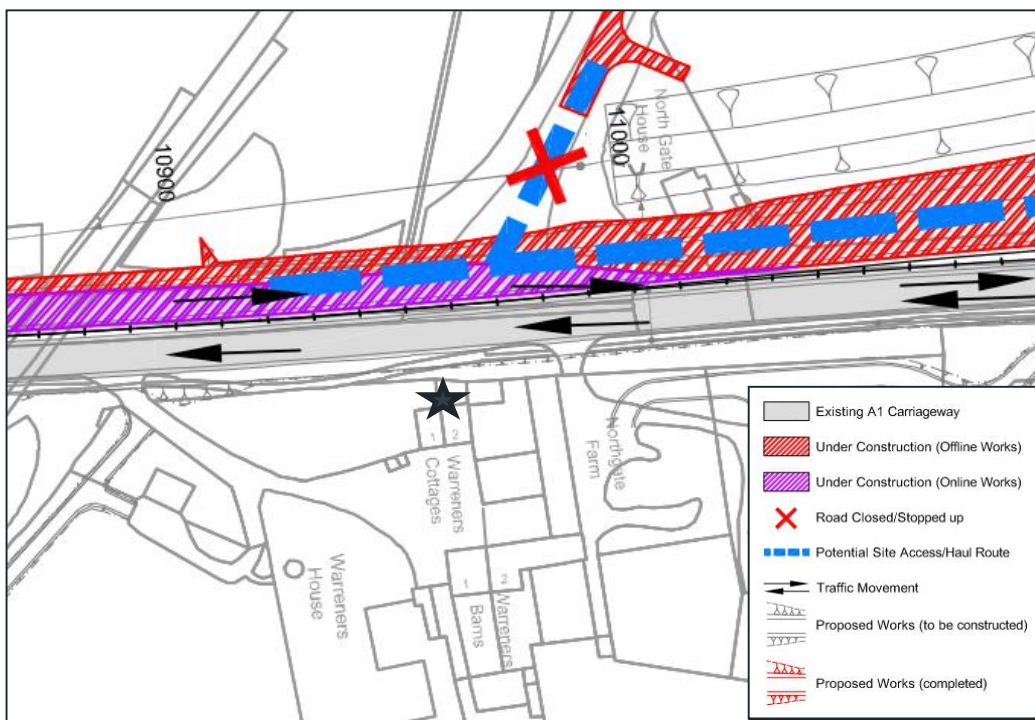 10900
11000
North Gate
House
1
2
Warreners
Cottages
Northgate
Farm
Warreners
House
1
2
Warreners
Barns
Existing A1 Carriageway
Under Construction (Offline Works)
Under Construction (Online Works)
Road Closed/Stopped up
Potential Site Access/Haul Route
Traffic Movement
Proposed Works (to be constructed)
Proposed Works (completed)